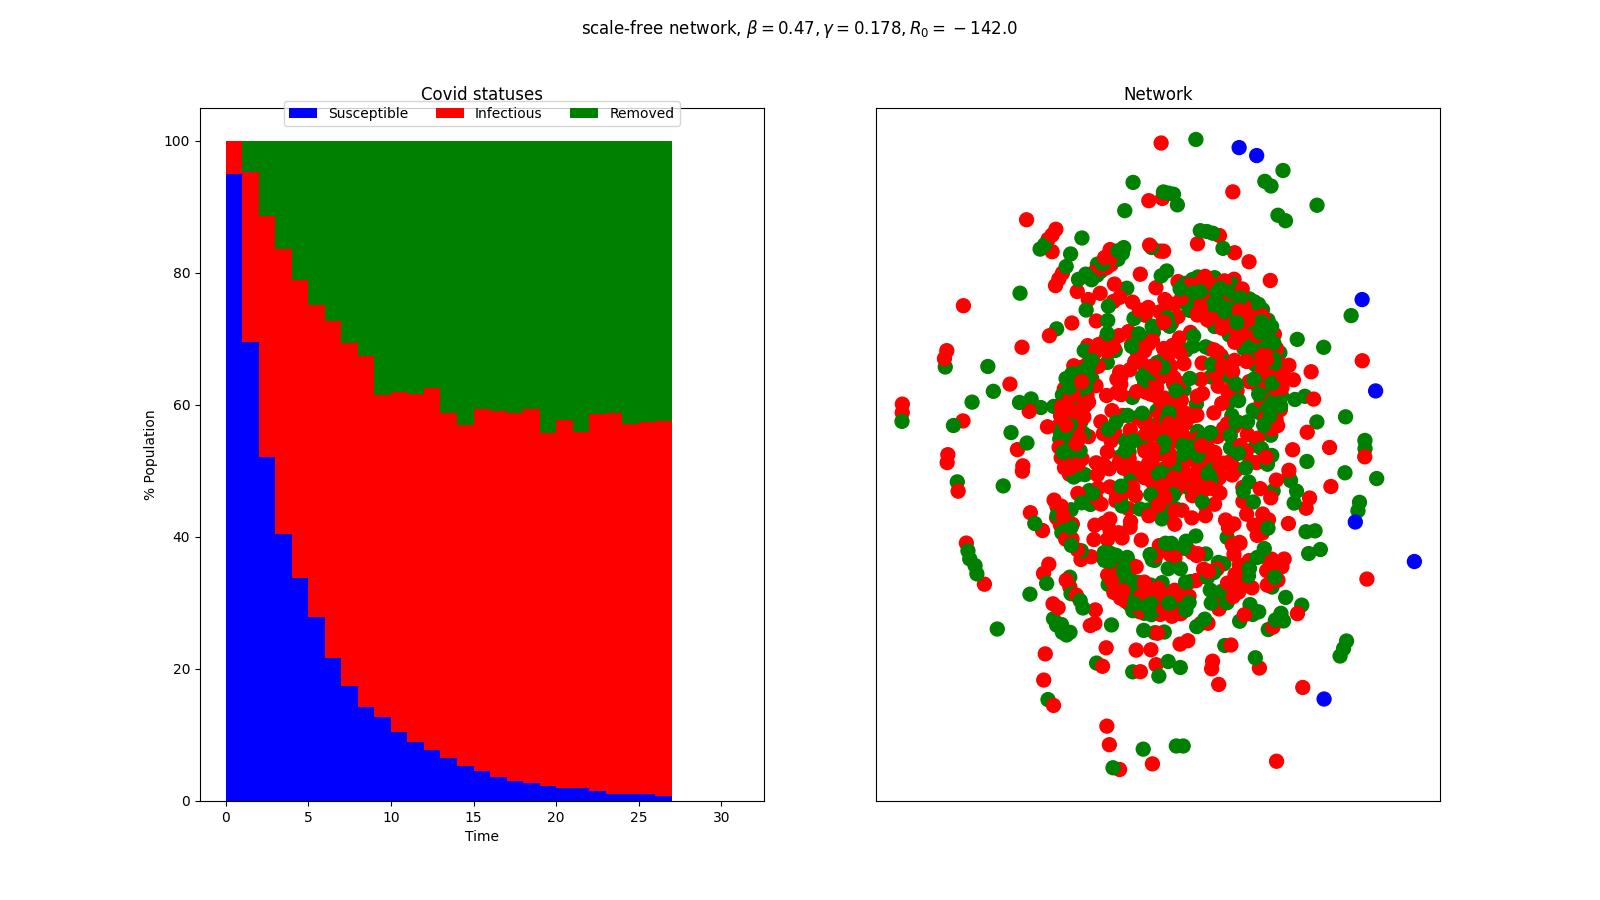 scale-free network, β = 0.47, γ = 0.178, R₀ = −142.0
Covid statuses
Susceptible Infectious Removed
100
80
60
40
20
0
% Population
0 5 10 15 20 25 30
Time
Network